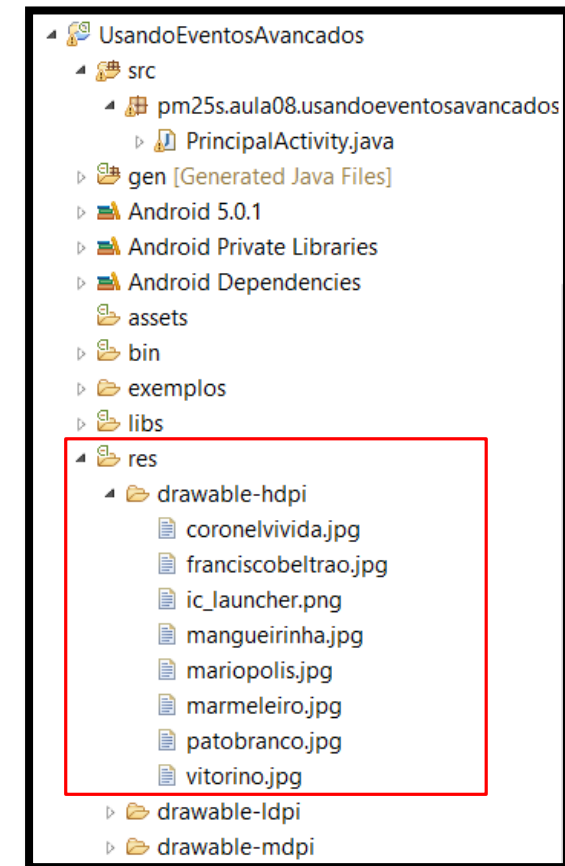 UsandoEventosAvancados
src
pm25s.aula08.usandoeventosavancados
PrincipalActivity.java
gen [Generated Java Files]
Android 5.0.1
Android Private Libraries
Android Dependencies
assets
bin
exemplos
libs
res
drawable-hdpi
coronelvivida.jpg
franciscobeltrao.jpg
ic_launcher.png
mangueirinha.jpg
mariopolis.jpg
marmeleiro.jpg
patobranco.jpg
vitorino.jpg
drawable-ldpi
drawable-mdpi